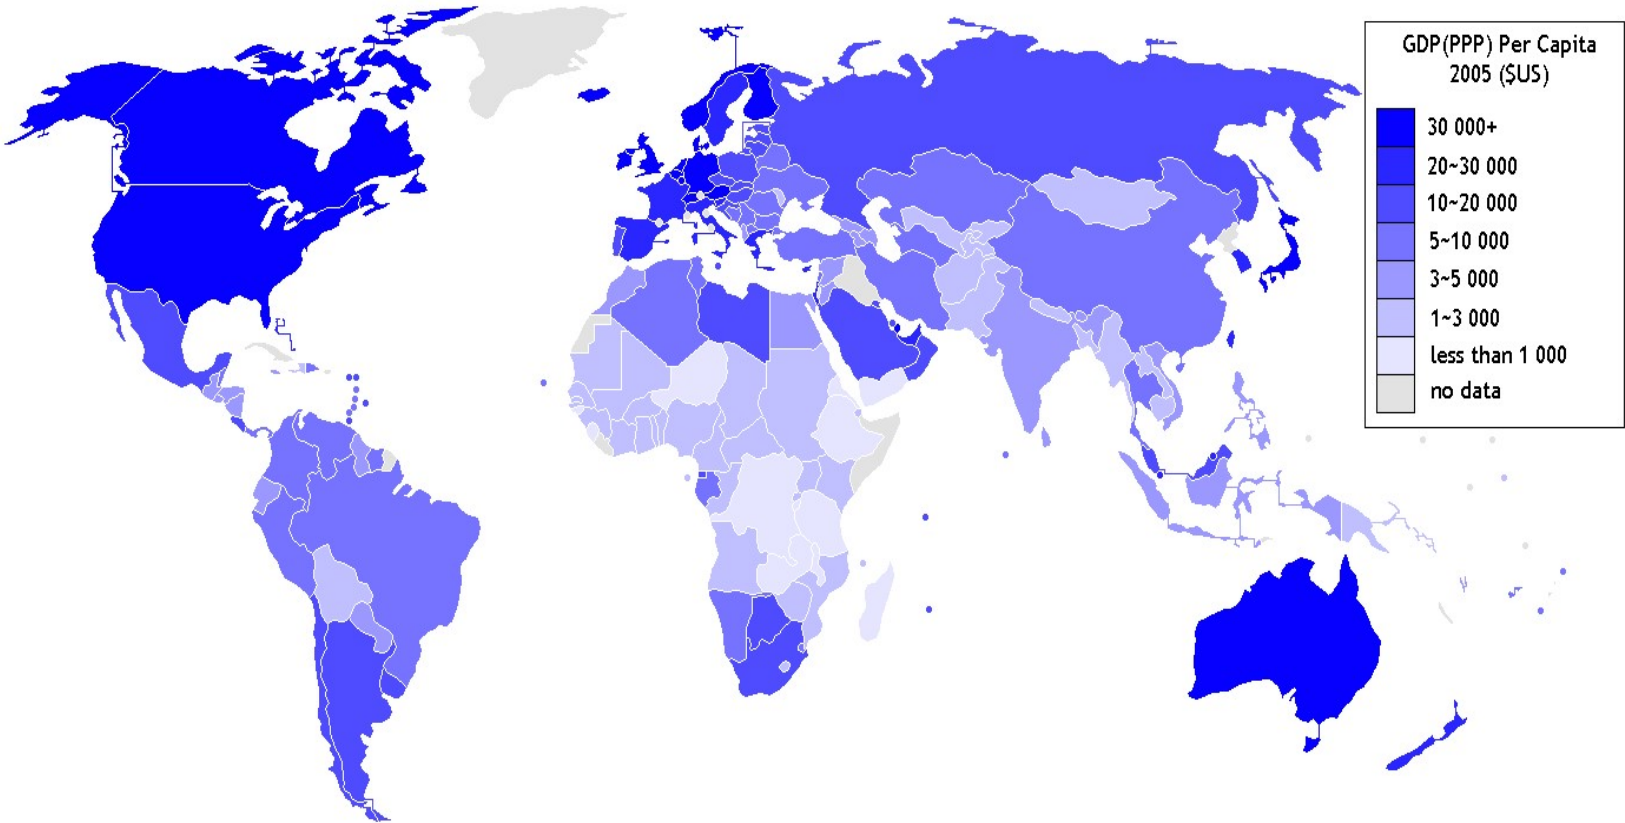 GDP(PPP) Per Capita
2005 ($US)
30 000+
20~30 000
10~20 000
5~10 000
3~5 000
1~3 000
less than 1 000
no data